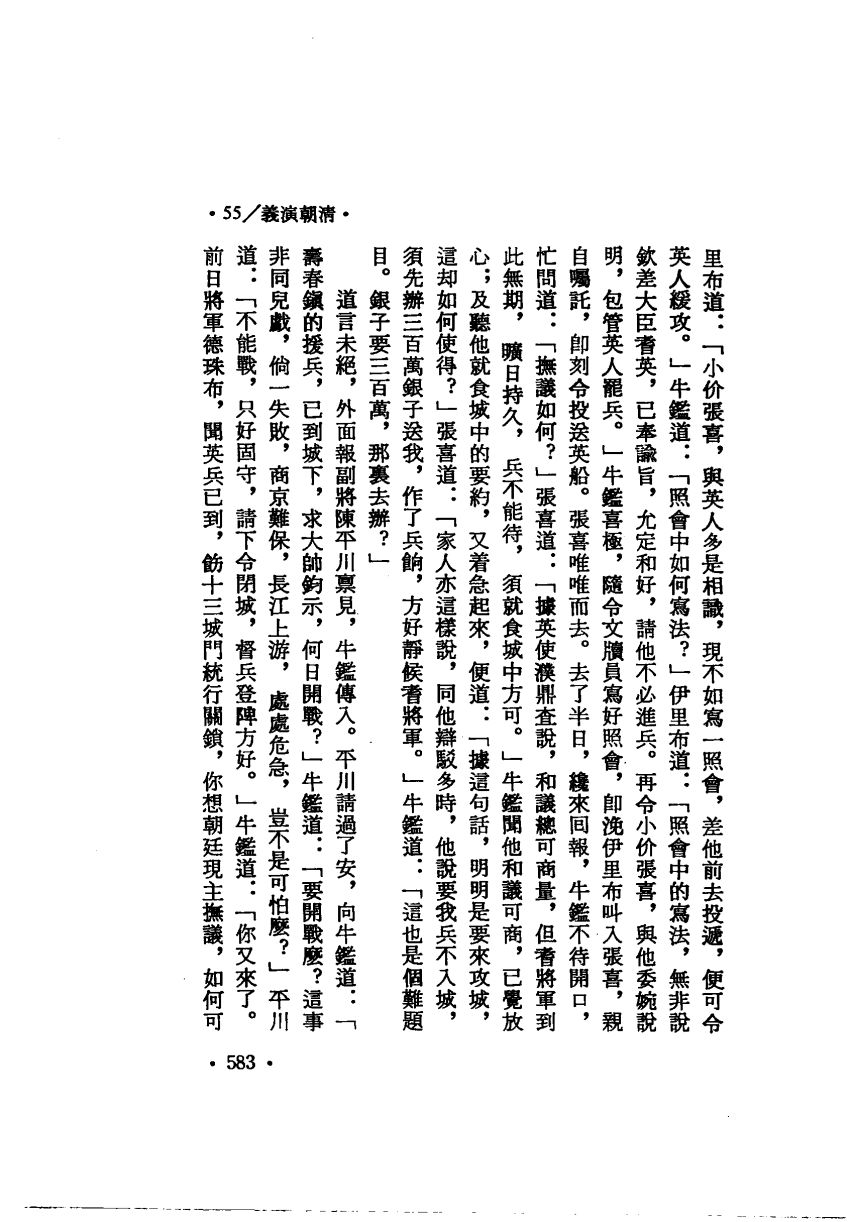 •55／義演朝清•
里布道：「小价張喜，與英人多是相識，現不如寫一照會，差他前去投遞，便可令
英人緩攻。」牛鑑道：「照會中如何寫法？」伊里布道：「照會中的寫法，無非說
欽差大臣耆英，已奉諭旨，允定和好，請他不必進兵。再令小价張喜，與他委婉說
明，包管英人罷兵。」牛鑑喜極，隨令文牘員寫好照會，卽浼伊里布叫入張喜，親
自囑託，卽刻令投送英船。張喜唯唯而去。去了半日，纔來回報，牛鑑不待開口，
忙問道：「撫議如何？」張喜道：「據英使濮鼎查說，和議總可商量，但耆將軍到
此無期，曠日持久，兵不能待，須就食城中方可。」牛鑑聞他和議可商，已覺放
心；及聽他就食城中的要約，又着急起來，便道：「據這句話，明明是要來攻城，
這却如何使得？」張喜道：「家人亦這樣說，同他辯駁多時，他說要我兵不入城，
須先辦三百萬銀子送我，作了兵餉，方好靜候耆將軍。」牛鑑道：「這也是個難題
目。銀子要三百萬，那裏去辦？」
道言未絕，外面報副將陳平川稟見，牛鑑傳入。平川請過了安，向牛鑑道：「
壽春鎭的援兵，已到城下，求大帥鈞示，何日開戰？」牛鑑道：「要開戰麼？這事
非同兒戲，倘一失敗，商京難保，長江上游，處處危急，豈不是可怕麼？」平川
道：「不能戰，只好固守，請下令閉城，督兵登陴方好。」牛鑑道：「你又來了。
前日將軍德珠布，聞英兵已到，飭十三城門統行關鎖，你想朝廷現主撫議，如何可
•583•